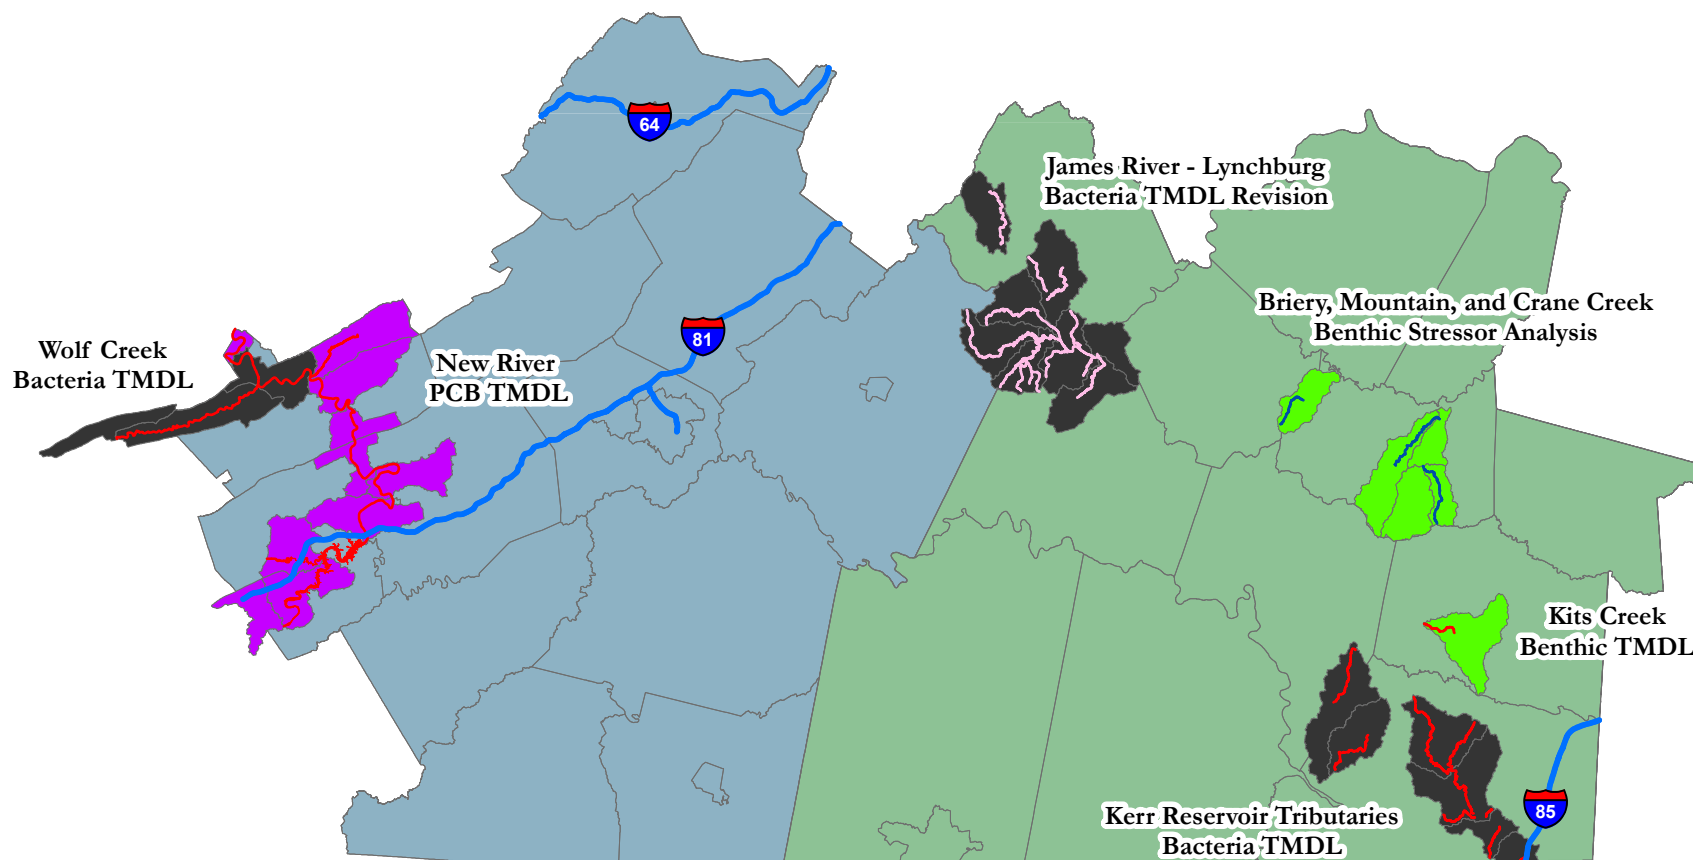 64
James River - Lynchburg
Bacteria TMDL Revision
Briery, Mountain, and Crane Creek
Benthic Stressor Analysis
81
Wolf Creek
Bacteria TMDL
New River
PCB TMDL
Kits Creek
Benthic TMDL
85
Kerr Reservoir Tributaries
Bacteria TMDL